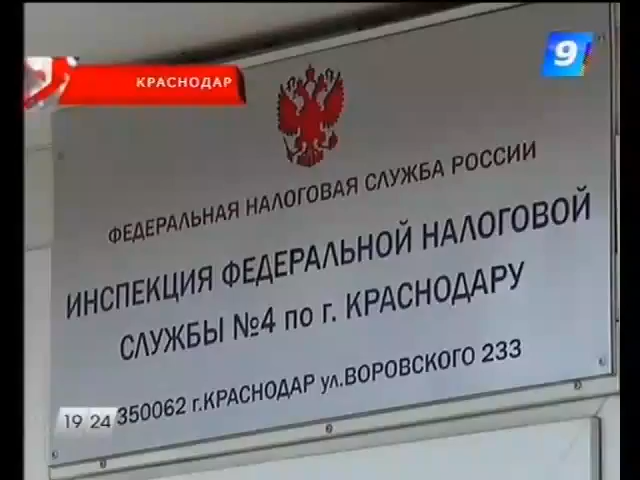 КРАСНОДАР
9
ФЕДЕРАЛЬНАЯ НАЛОГОВАЯ СЛУЖБА РОССИИ
ИНСПЕКЦИЯ ФЕДЕРАЛЬНОЙ НАЛОГОВОЙ
СЛУЖБЫ №4 по г. КРАСНОДАРУ
350062 г.КРАСНОДАР ул.ВОРОВСКОГО 233
19 24